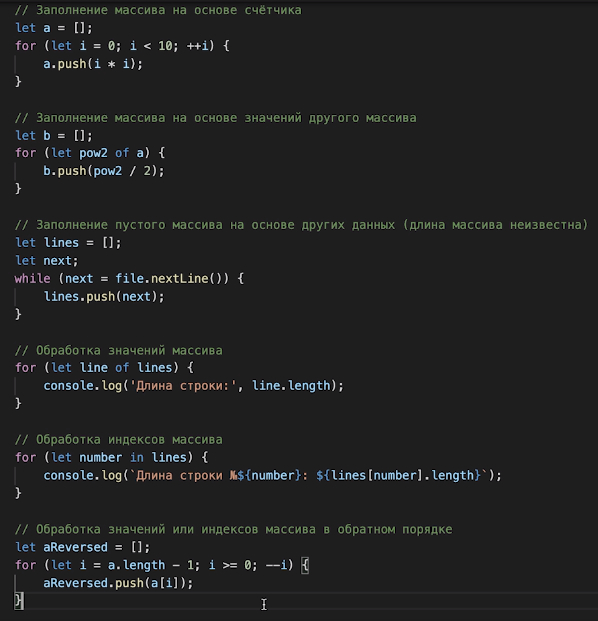 // Заполнение массива на основе счётчика
let a = [];
for (let i = 0; i < 10; ++i) {
    a.push(i * i);
}

// Заполнение массива на основе значений другого массива
let b = [];
for (let pow2 of a) {
    b.push(pow2 / 2);
}

// Заполнение пустого массива на основе других данных (длина массива неизвестна)
let lines = [];
let next;
while (next = file.nextLine()) {
    lines.push(next);
}

// Обработка значений массива
for (let line of lines) {
    console.log('Длина строки:', line.length);
}

// Обработка индексов массива
for (let number in lines) {
    console.log(`Длина строки №${number}: ${lines[number].length}`);
}

// Обработка значений или индексов массива в обратном порядке
let aReversed = [];
for (let i = a.length - 1; i >= 0; --i) {
    aReversed.push(a[i]);
}